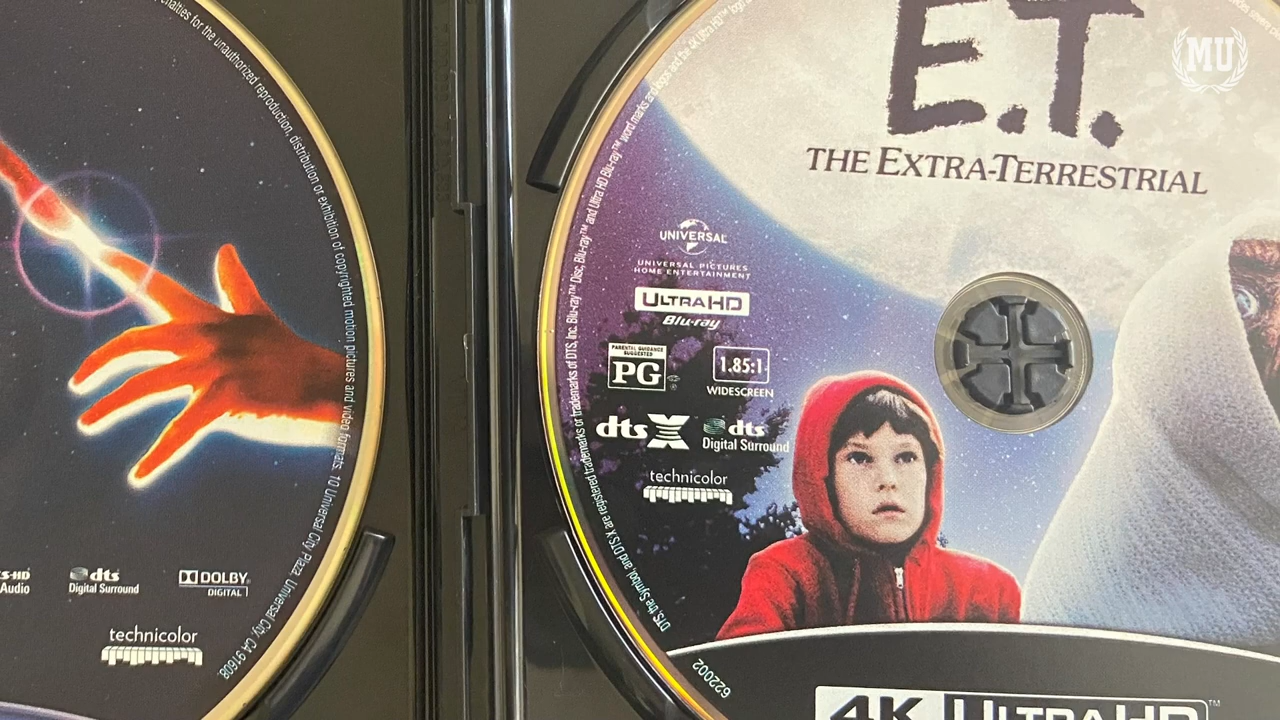 penalties for the unauthorized reproduction, distribution or exhibition of copyrighted motion pictures and video formats. 10 Universal City Plaza, Universal City, CA 91608.
Audio
dts
Digital Surround
DOLBY
DIGITAL
technicolor
E.T.
THE EXTRA-TERRESTRIAL
MU
UNIVERSAL
UNIVERSAL PICTURES
HOME ENTERTAINMENT
ULTRAHD
Blu-ray
PARENTAL GUIDANCE
SUGGESTED
PG
1.85:1
WIDESCREEN
dts X
dts
Digital Surround
technicolor
DTS, the Symbol, and DTS:X are registered trademarks or trademarks of DTS, Inc. Blu-ray™ Disc, Blu-ray™ and Ultra HD Blu-ray™ word marks and logos and the 4K Ultra HD™ logo
622002
4K ULTRAHD™